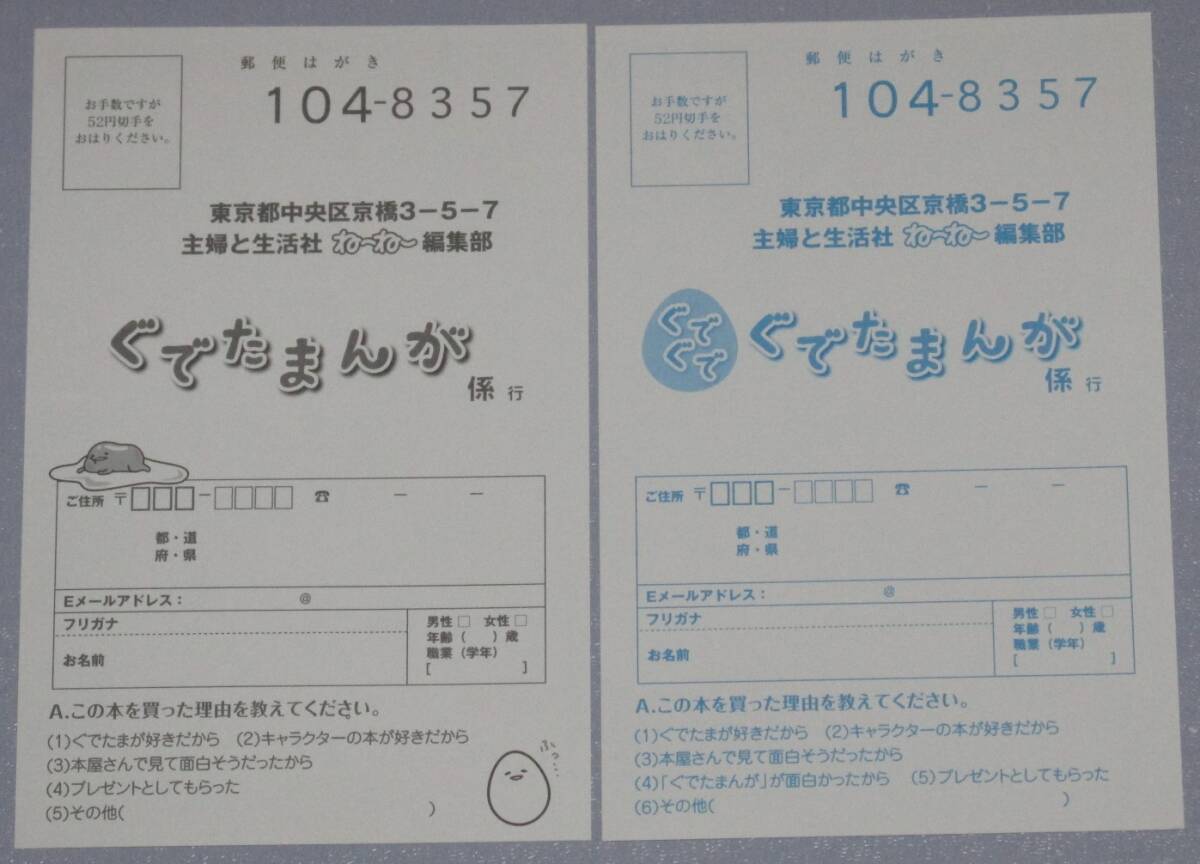 郵便はがき
お手数ですが
52円切手を
おはりください。
104-8357
東京都中央区京橋3-5-7
主婦と生活社 ね〜ね〜 編集部
ぐでたまんが
係 行
ご住所 〒□□□-□□□□ ☎ － －
都・道
府・県
Eメールアドレス： @
フリガナ
お名前
男性 □ 女性 □
年齢（ ）歳
職業（学年）
[ ]
A.この本を買った理由を教えてください。
(1)ぐでたまが好きだから (2)キャラクターの本が好きだから
(3)本屋さんで見て面白そうだったから
(4)プレゼントとしてもらった
(5)その他( )
ふっ…
郵便はがき
お手数ですが
52円切手を
おはりください。
104-8357
東京都中央区京橋3-5-7
主婦と生活社 ね〜ね〜 編集部
ぐで
ぐで
ぐでたまんが
係 行
ご住所 〒□□□-□□□□ ☎ － －
都・道
府・県
Eメールアドレス： @
フリガナ
お名前
男性 □ 女性 □
年齢（ ）歳
職業（学年）
[ ]
A.この本を買った理由を教えてください。
(1)ぐでたまが好きだから (2)キャラクターの本が好きだから
(3)本屋さんで見て面白そうだったから
(4)「ぐでたまんが」が面白かったから (5)プレゼントとしてもらった
(6)その他( )